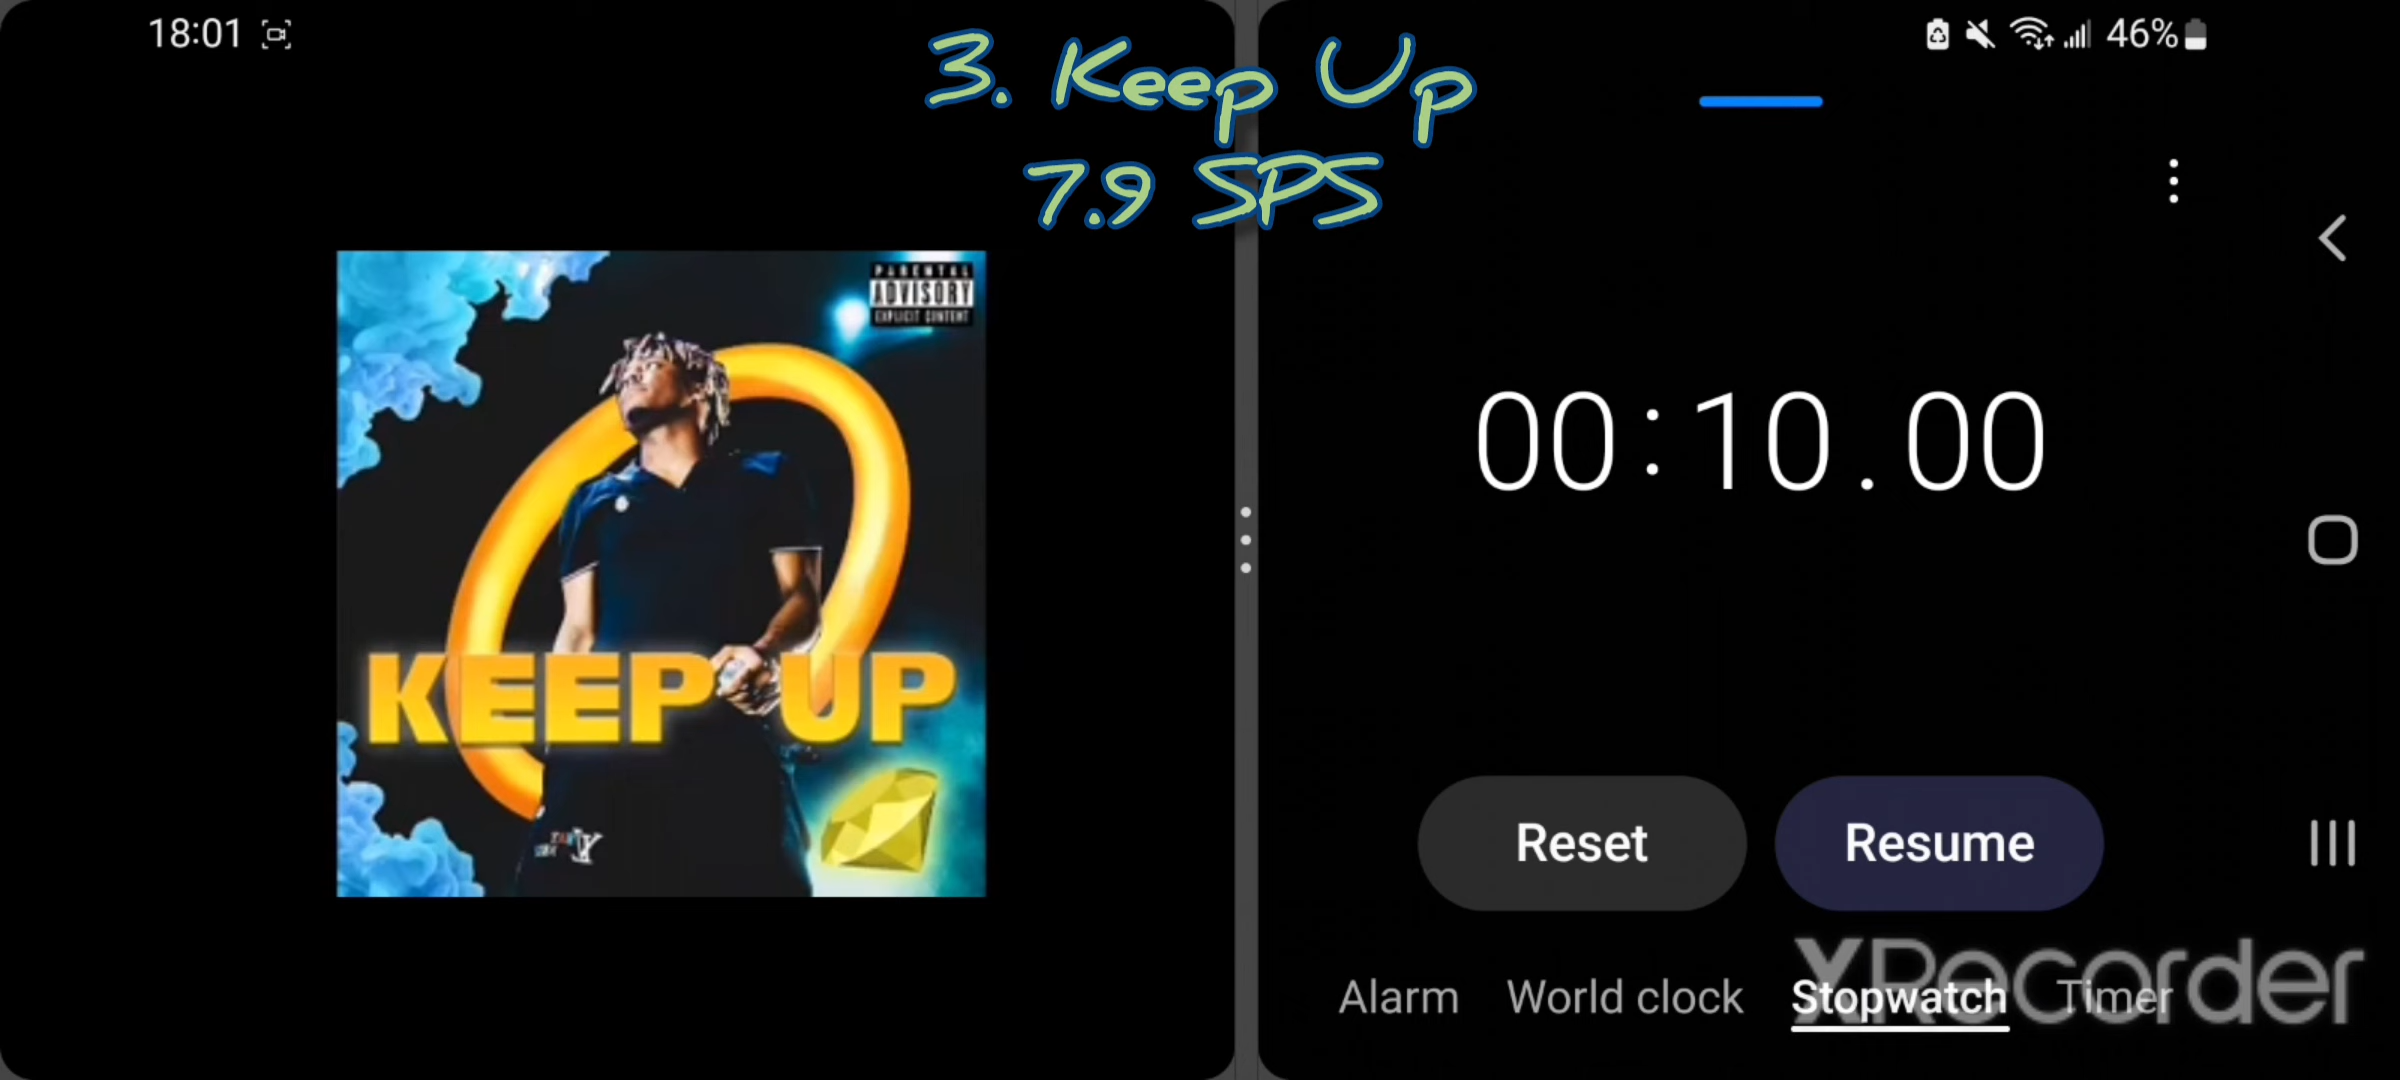 18:01
46%
3. Keep Up
7.9 SPS
PARENTAL
ADVISORY
EXPLICIT CONTENT
KEEP UP
00:10.00
Reset
Resume
Alarm
World clock
Stopwatch
Timer
XRecorder